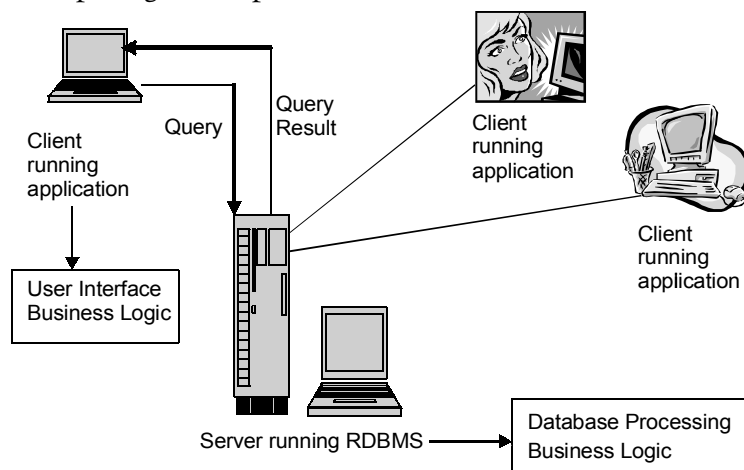 Query
Query
Result
Client
running
application
Client
running
application
Client
running
application
User Interface
Business Logic
Server running RDBMS
Database Processing
Business Logic